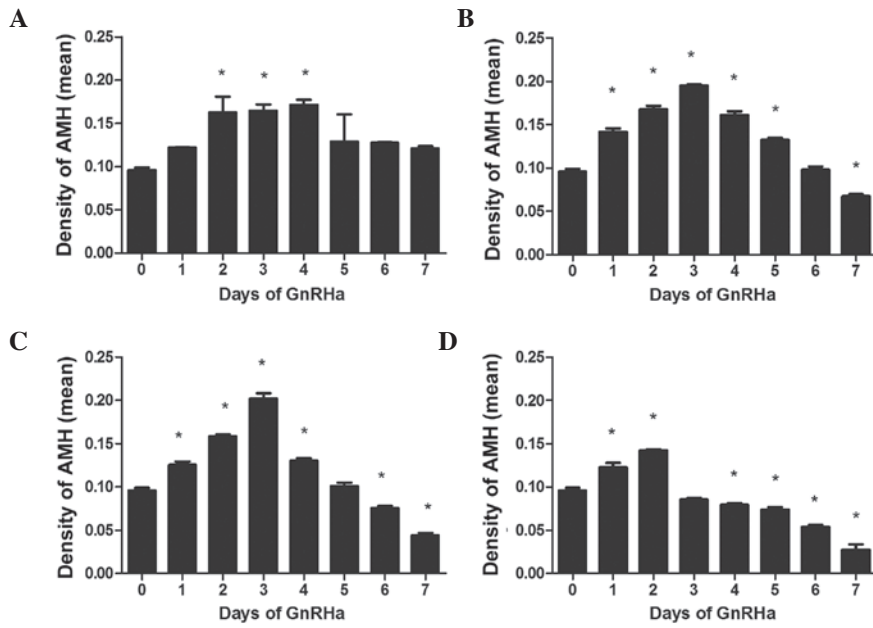 A
Density of AMH (mean)
0.25
0.20
0.15
0.10
0.05
0.00
* * *
0 1 2 3 4 5 6 7
Days of GnRHa
B
Density of AMH (mean)
0.25
0.20
0.15
0.10
0.05
0.00
* * * * * *
0 1 2 3 4 5 6 7
Days of GnRHa
C
Density of AMH (mean)
0.25
0.20
0.15
0.10
0.05
0.00
* * * * * *
0 1 2 3 4 5 6 7
Days of GnRHa
D
Density of AMH (mean)
0.25
0.20
0.15
0.10
0.05
0.00
* * * * * *
0 1 2 3 4 5 6 7
Days of GnRHa